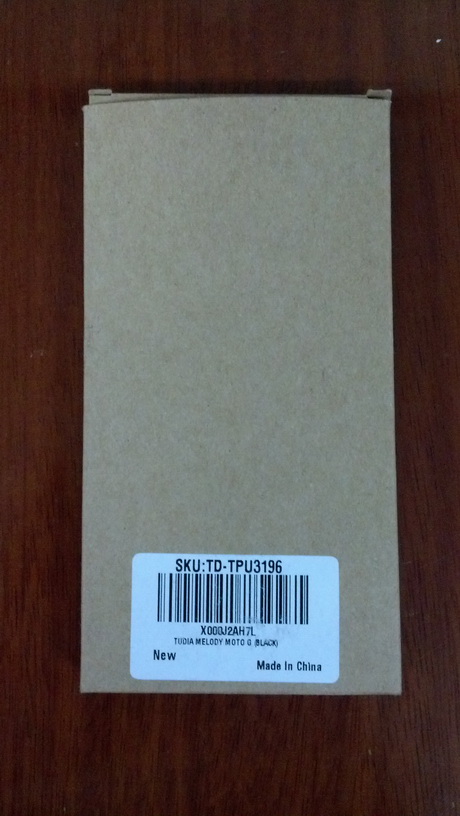 SKU:TD-TPU3196
X000J2AH7L
TUDIA MELODY MOTO G (BLACK)
New
Made In China